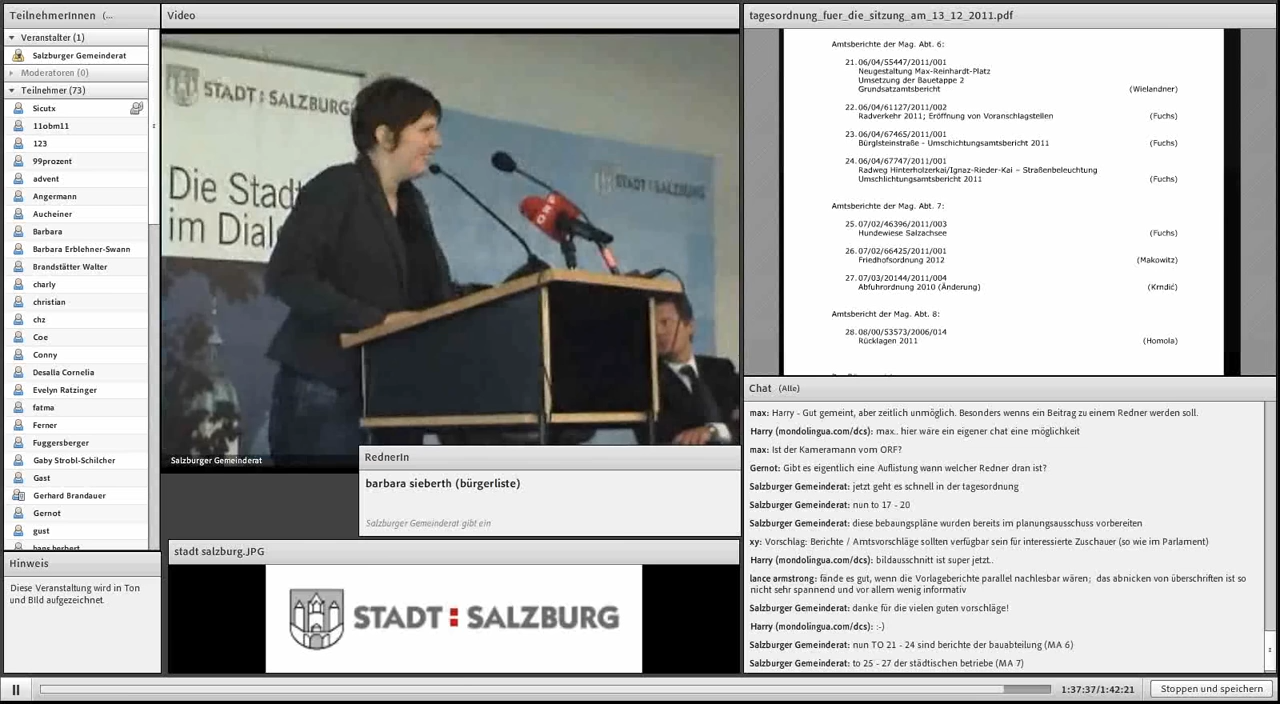 TeilnehmerInnen (...
Veranstalter (1)
Salzburger Gemeinderat
Moderatoren (0)
Teilnehmer (73)
Sicutx
11obm11
123
99prozent
advent
Angermann
Aucheiner
Barbara
Barbara Erblehner-Swann
Brandstätter Walter
charly
christian
chz
Coe
Conny
Desalla Cornelia
Evelyn Ratzinger
fatma
Ferner
Fuggersberger
Gaby Strobl-Schilcher
Gast
Gerhard Brandauer
Gernot
gust
hans herbert
Hinweis
Diese Veranstaltung wird in Ton
und BIld aufgezeichnet.
Video
STADT : SALZBURG
STADT : SALZBURG
Die Stadt
im Dialo
ORF
Salzburger Gemeinderat
RednerIn
barbara sieberth (bürgerliste)
Salzburger Gemeinderat gibt ein
stadt salzburg.JPG
STADT : SALZBURG
tagesordnung_fuer_die_sitzung_am_13_12_2011.pdf
Amtsberichte der Mag. Abt. 6:
21. 06/04/55447/2011/001
Neugestaltung Max-Reinhardt-Platz
Umsetzung der Bauetappe 2
Grundsatzamtsbericht (Wielandner)
22. 06/04/61127/2011/002
Radverkehr 2011; Eröffnung von Voranschlagstellen (Fuchs)
23. 06/04/67465/2011/001
Bürglsteinstraße - Umschichtungsamtsbericht 2011 (Fuchs)
24. 06/04/67747/2011/001
Radweg Hinterholzerkai/Ignaz-Rieder-Kai – Straßenbeleuchtung
Umschlichtungsamtsbericht 2011 (Fuchs)
Amtsberichte der Mag. Abt. 7:
25. 07/02/46396/2011/003
Hundewiese Salzachsee (Fuchs)
26. 07/02/66425/2011/001
Friedhofsordnung 2012 (Makowitz)
27. 07/03/20144/2011/004
Abfuhrordnung 2010 (Änderung) (Krndić)
Amtsbericht der Mag. Abt. 8:
28. 08/00/53573/2006/014
Rücklagen 2011 (Homola)
Chat (Alle)
max: Harry - Gut gemeint, aber zeitlich unmöglich. Besonders wenns ein Beitrag zu einem Redner werden soll.
Harry (mondolingua.com/dcs): max.. hier wäre ein eigener chat eine möglichkeit
max: Ist der Kameramann vom ORF?
Gernot: Gibt es eigentlich eine Auflistung wann welcher Redner dran ist?
Salzburger Gemeinderat: jetzt geht es schnell in der tagesordnung
Salzburger Gemeinderat: nun to 17 - 20
Salzburger Gemeinderat: diese bebaungspläne wurden bereits im planungsausschuss vorbereiten
xy: Vorschlag: Berichte / Amtsvorschläge sollten verfügbar sein für interessierte Zuschauer (so wie im Parlament)
Harry (mondolingua.com/dcs): bildausschnitt ist super jetzt..
lance armstrong: fände es gut, wenn die Vorlageberichte parallel nachlesbar wären; das abnicken von überschriften ist so
nicht sehr spannend und vor allem wenig informativ
Salzburger Gemeinderat: danke für die vielen guten vorschläge!
Harry (mondolingua.com/dcs): :-)
Salzburger Gemeinderat: nun TO 21 - 24 sind berichte der bauabteilung (MA 6)
Salzburger Gemeinderat: to 25 - 27 der städtischen betriebe (MA 7)
1:37:37/1:42:21
Stoppen und speichern